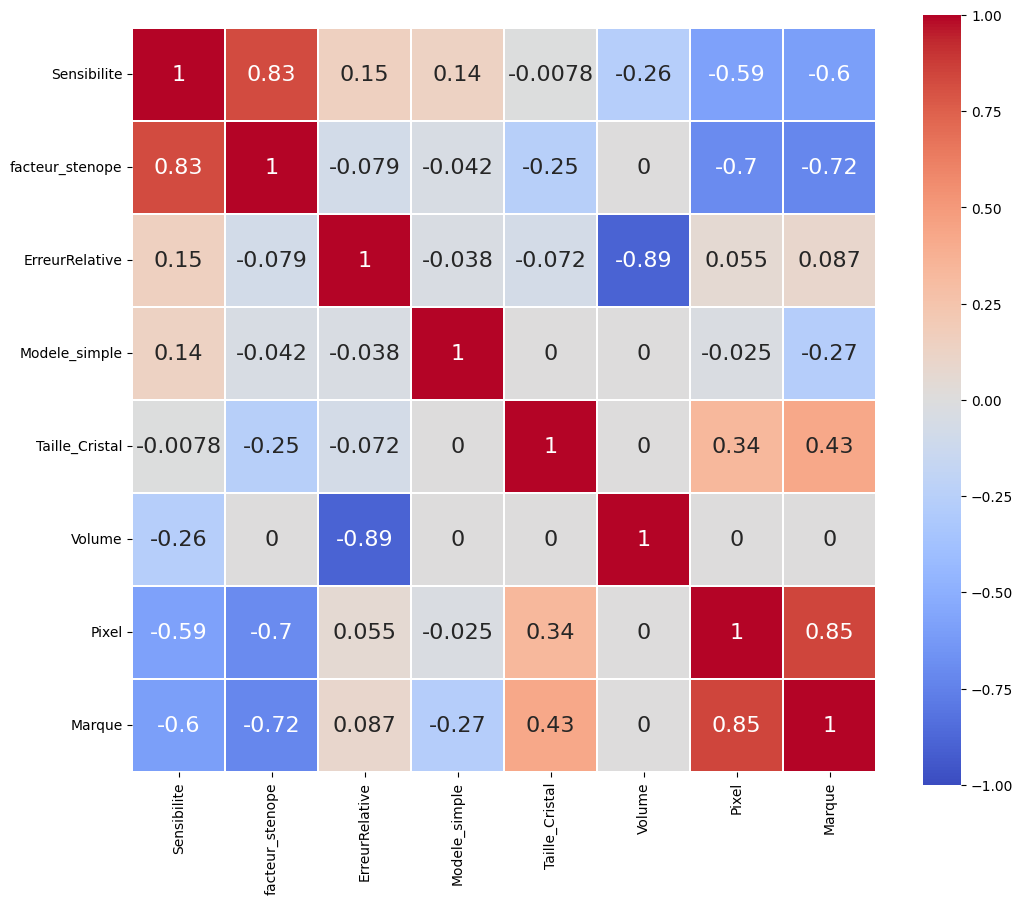 Sensibilite 1 0.83 0.15 0.14 -0.0078 -0.26 -0.59 -0.6
facteur_stenope 0.83 1 -0.079 -0.042 -0.25 0 -0.7 -0.72
ErreurRelative 0.15 -0.079 1 -0.038 -0.072 -0.89 0.055 0.087
Modele_simple 0.14 -0.042 -0.038 1 0 0 -0.025 -0.27
Taille_Cristal -0.0078 -0.25 -0.072 0 1 0 0.34 0.43
Volume -0.26 0 -0.89 0 0 1 0 0
Pixel -0.59 -0.7 0.055 -0.025 0.34 0 1 0.85
Marque -0.6 -0.72 0.087 -0.27 0.43 0 0.85 1
Sensibilite
facteur_stenope
ErreurRelative
Modele_simple
Taille_Cristal
Volume
Pixel
Marque
1.00
0.75
0.50
0.25
0.00
−0.25
−0.50
−0.75
−1.00